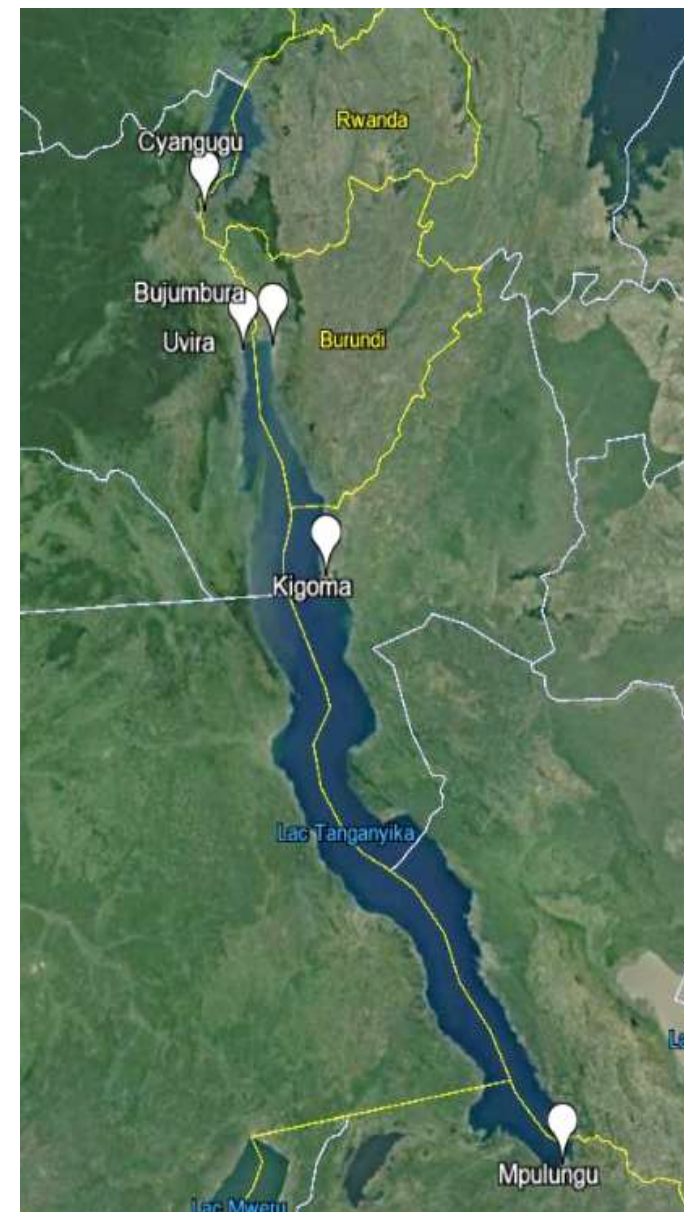 Rwanda
Cyangugu
Bujumbura
Uvira
Burundi
Kigoma
Lac Tanganyika
Mpulungu
Lac Mweru